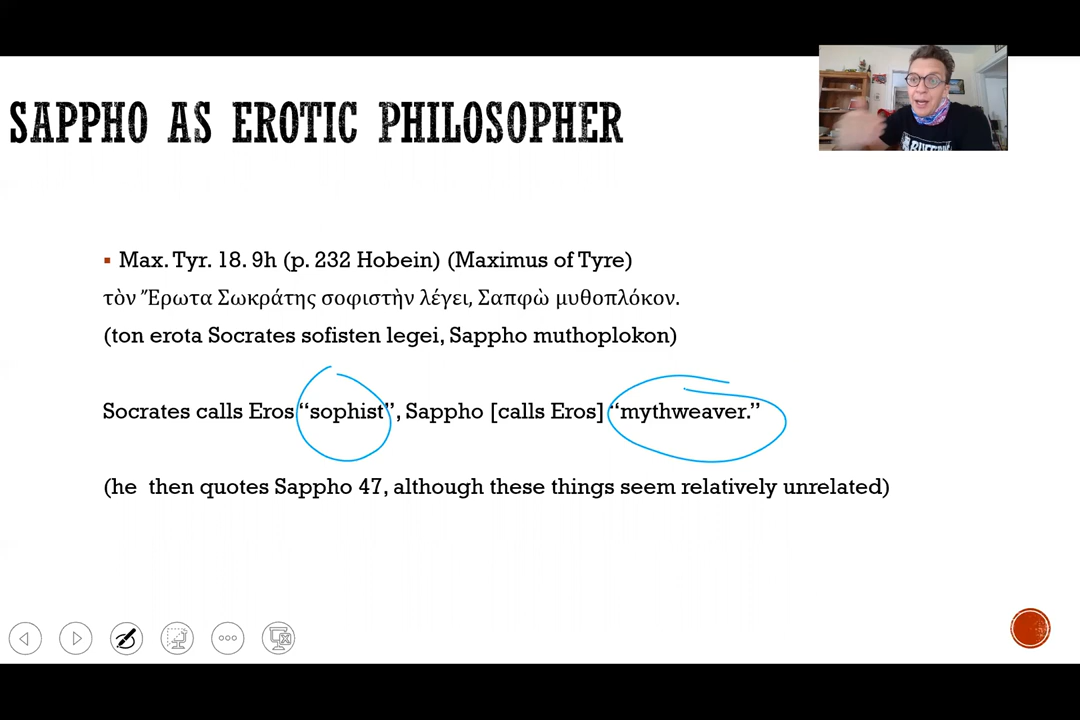 SAPPHO AS EROTIC PHILOSOPHER
▪ Max. Tyr. 18. 9h (p. 232 Hobein) (Maximus of Tyre)
τὸν Ἔρωτα Σωκράτης σοφιστὴν λέγει, Σαπφὼ μυθοπλόκον.
(ton erota Socrates sofisten legei, Sappho muthoplokon)
Socrates calls Eros “sophist”, Sappho [calls Eros] “mythweaver.”
(he then quotes Sappho 47, although these things seem relatively unrelated)